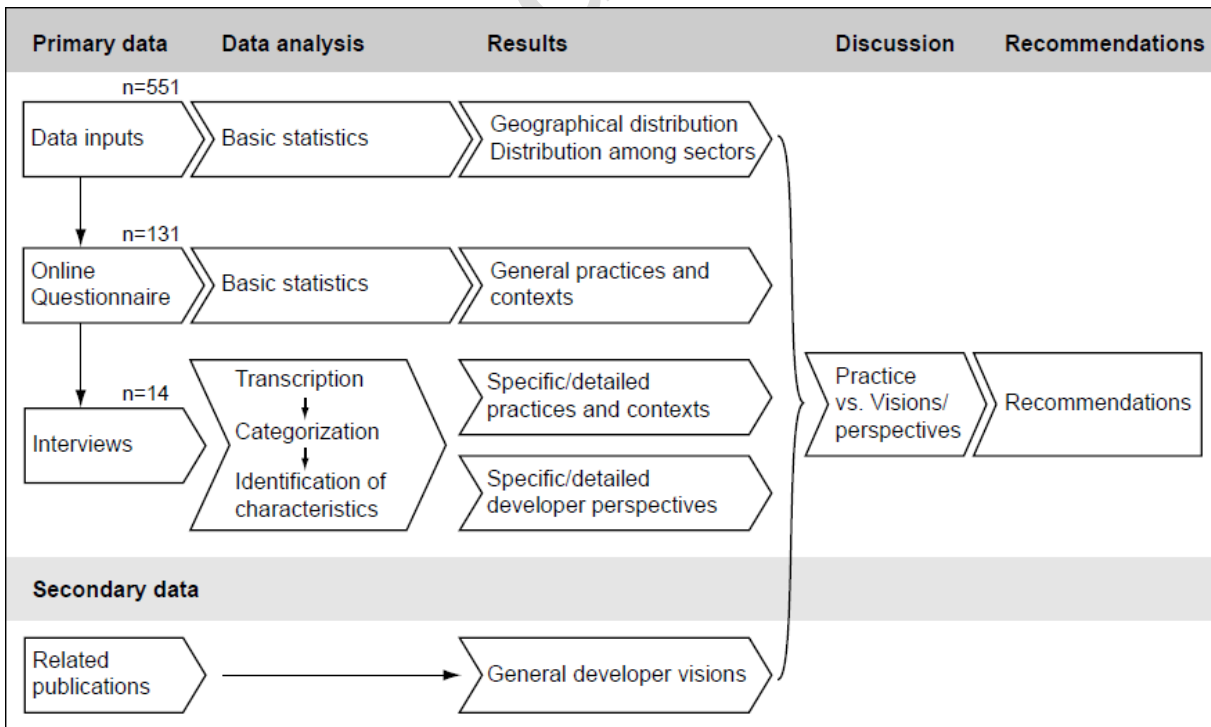 Primary data
Data analysis
Results
Discussion
Recommendations
n=551
Data inputs
Basic statistics
Geographical distribution
Distribution among sectors
n=131
Online
Questionnaire
Basic statistics
General practices and
contexts
n=14
Interviews
Transcription
Categorization
Identification of
characteristics
Specific/detailed
practices and contexts
Specific/detailed
developer perspectives
Practice
vs. Visions/
perspectives
Recommendations
Secondary data
Related
publications
General developer visions